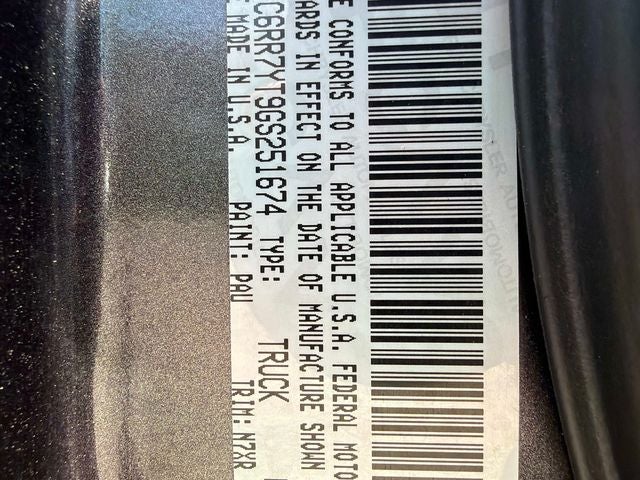 E CONFORMS TO ALL APPLICABLE U.S.A. FEDERAL MOTO
ARDS IN EFFECT ON THE DATE OF MANUFACTURE SHOWN
C6RR7YT9GS251674 TYPE: TRUCK
MADE IN U.S.A. PAINT: PAU TRIM: N7XR